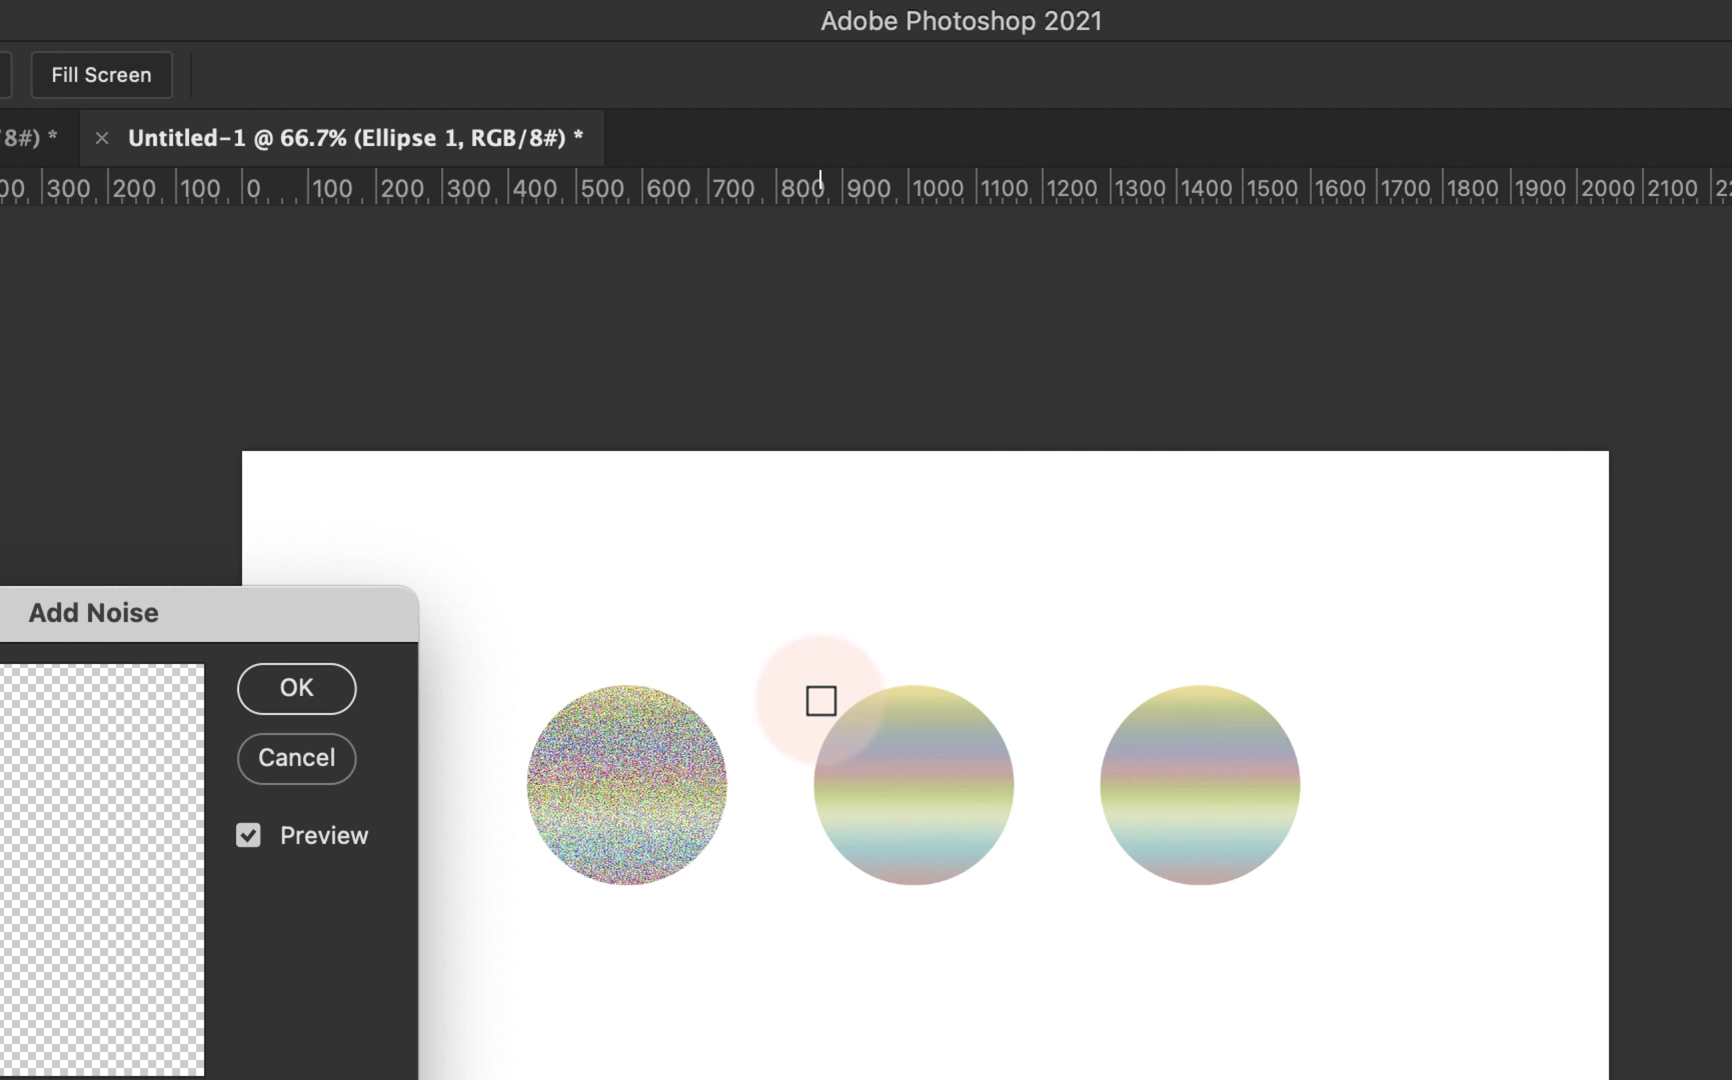 Adobe Photoshop 2021
Fill Screen
/8#) * × Untitled-1 @ 66.7% (Ellipse 1, RGB/8#) *
300 200 100 0 100 200 300 400 500 600 700 800 900 1000 1100 1200 1300 1400 1500 1600 1700 1800 1900 2000 2100
Add Noise
OK
Cancel
Preview